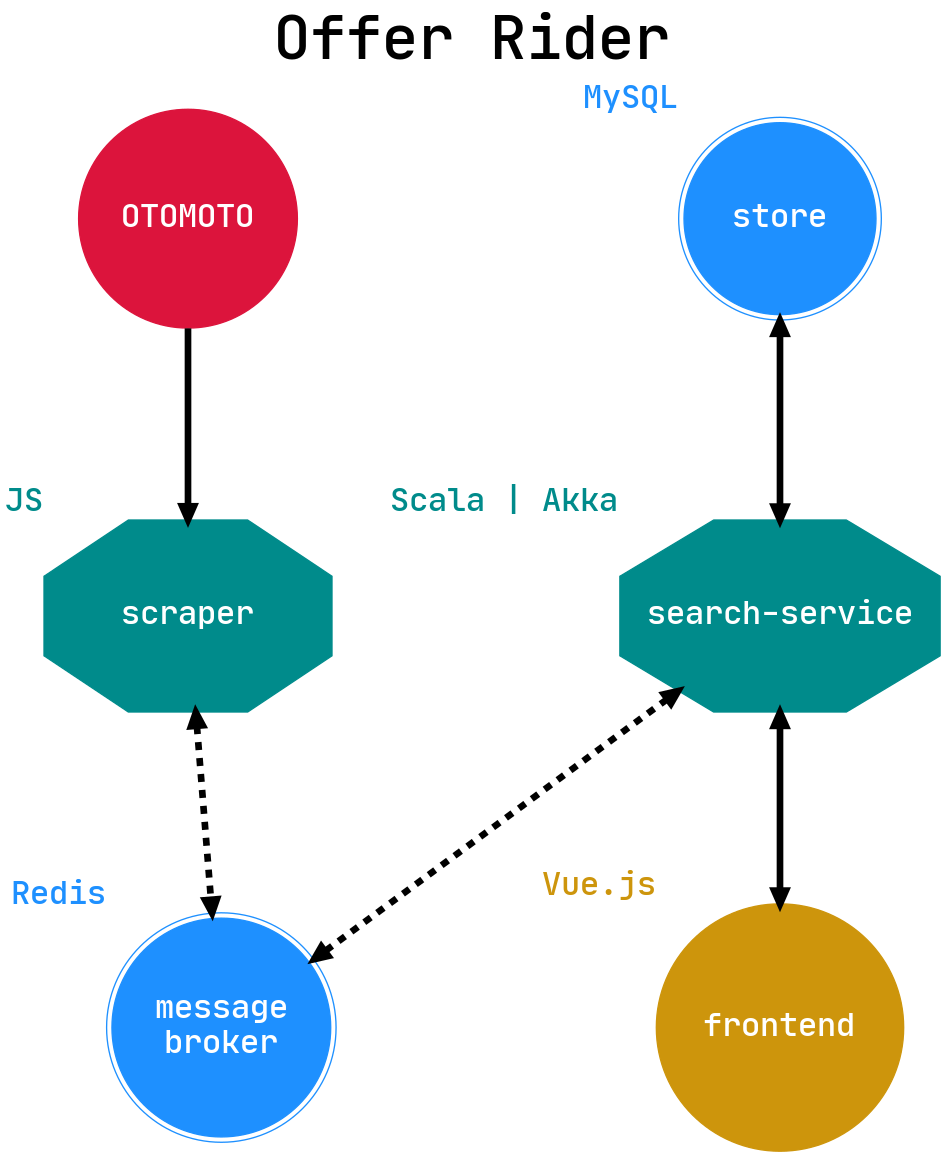 Offer Rider
MySQL
OTOMOTO
store
JS
Scala | Akka
scraper
search-service
Redis
Vue.js
message
broker
frontend